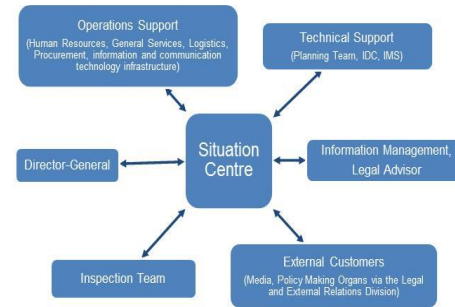 Operations Support
(Human Resources, General Services, Logistics,
Procurement, information and communication
technology infrastructure)
Technical Support
(Planning Team, IDC, IMS)
Director-General
Situation
Centre
Information Management,
Legal Advisor
Inspection Team
External Customers
(Media, Policy Making Organs via the Legal
and External Relations Division)